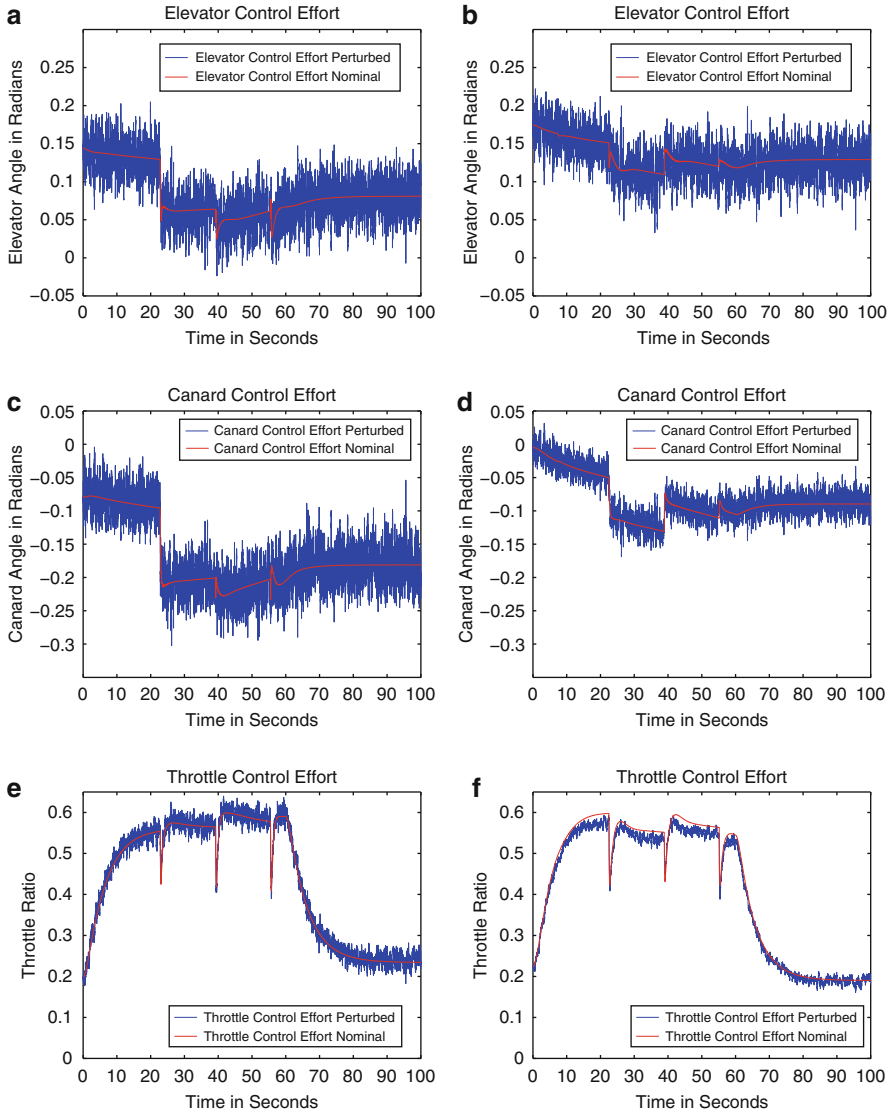 a
Elevator Control Effort
Elevator Control Effort Perturbed
Elevator Control Effort Nominal
Elevator Angle in Radians
0.25
0.2
0.15
0.1
0.05
0
−0.05
0 10 20 30 40 50 60 70 80 90 100
Time in Seconds
b
Elevator Control Effort
Elevator Control Effort Perturbed
Elevator Control Effort Nominal
Elevator Angle in Radians
0.25
0.2
0.15
0.1
0.05
0
−0.05
0 10 20 30 40 50 60 70 80 90 100
Time in Seconds
c
Canard Control Effort
Canard Control Effort Perturbed
Canard Control Effort Nominal
Canard Angle in Radians
0.05
0
−0.05
−0.1
−0.15
−0.2
−0.25
−0.3
0 10 20 30 40 50 60 70 80 90 100
Time in Seconds
d
Canard Control Effort
Canard Control Effort Perturbed
Canard Control Effort Nominal
Canard Angle in Radians
0.05
0
−0.05
−0.1
−0.15
−0.2
−0.25
−0.3
0 10 20 30 40 50 60 70 80 90 100
Time in Seconds
e
Throttle Control Effort
Throttle Ratio
0.6
0.5
0.4
0.3
0.2
0.1
0
Throttle Control Effort Perturbed
Throttle Control Effort Nominal
0 10 20 30 40 50 60 70 80 90 100
Time in Seconds
f
Throttle Control Effort
Throttle Ratio
0.6
0.5
0.4
0.3
0.2
0.1
0
Throttle Control Effort Perturbed
Throttle Control Effort Nominal
0 10 20 30 40 50 60 70 80 90 100
Time in Seconds